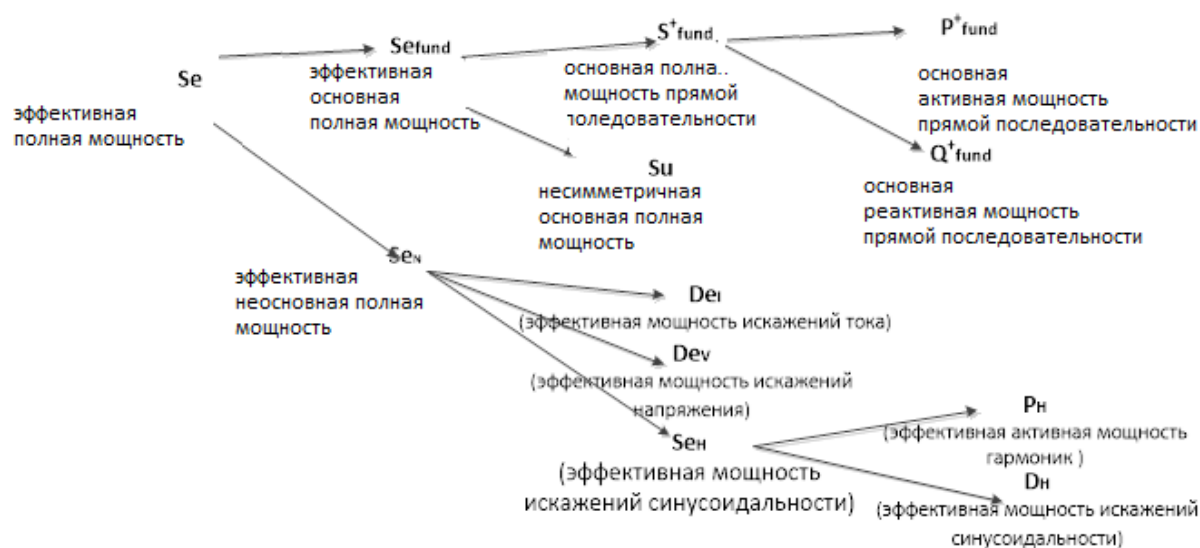 Se
эффективная
полная мощность
Sefund
эффективная
основная
полная мощность
S⁺fund.
основная полна..
мощность прямой
поледовательности
P⁺fund
основная
активная мощность
прямой последовательности
Q⁺fund
основная
реактивная мощность
прямой последовательности
Su
несимметричная
основная полная
мощность
SeN
эффективная
неосновная полная
мощность
DeI
(эффективная мощность искажений тока)
DeV
(эффективная мощность искажений
напряжения)
SeH
(эффективная мощность
искажений синусоидальности)
PH
(эффективная активная мощность
гармоник )
DH
(эффективная мощность искажений
синусоидальности)